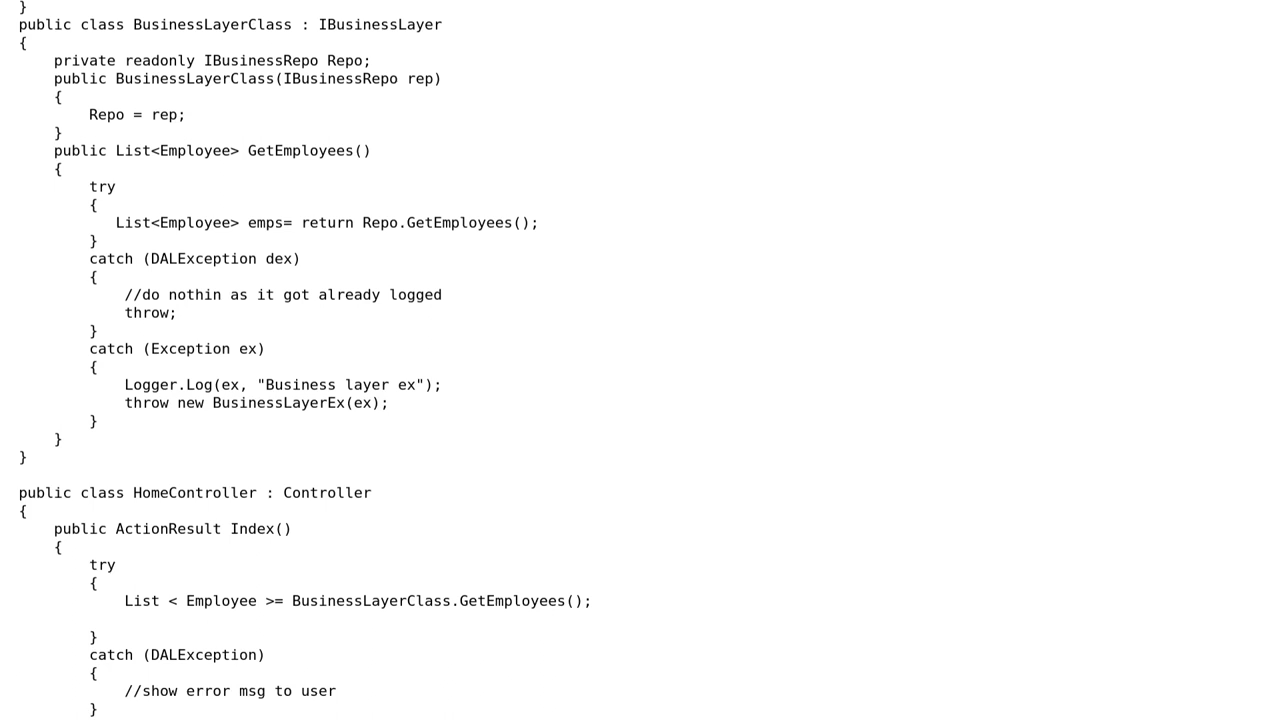 }
public class BusinessLayerClass : IBusinessLayer
{
    private readonly IBusinessRepo Repo;
    public BusinessLayerClass(IBusinessRepo rep)
    {
        Repo = rep;
    }
    public List<Employee> GetEmployees()
    {
        try
        {
           List<Employee> emps= return Repo.GetEmployees();
        }
        catch (DALException dex)
        {
            //do nothin as it got already logged
            throw;
        }
        catch (Exception ex)
        {
            Logger.Log(ex, "Business layer ex");
            throw new BusinessLayerEx(ex);
        }
    }
}

public class HomeController : Controller
{
    public ActionResult Index()
    {
        try
        {
            List < Employee >= BusinessLayerClass.GetEmployees();

        }
        catch (DALException)
        {
            //show error msg to user
        }